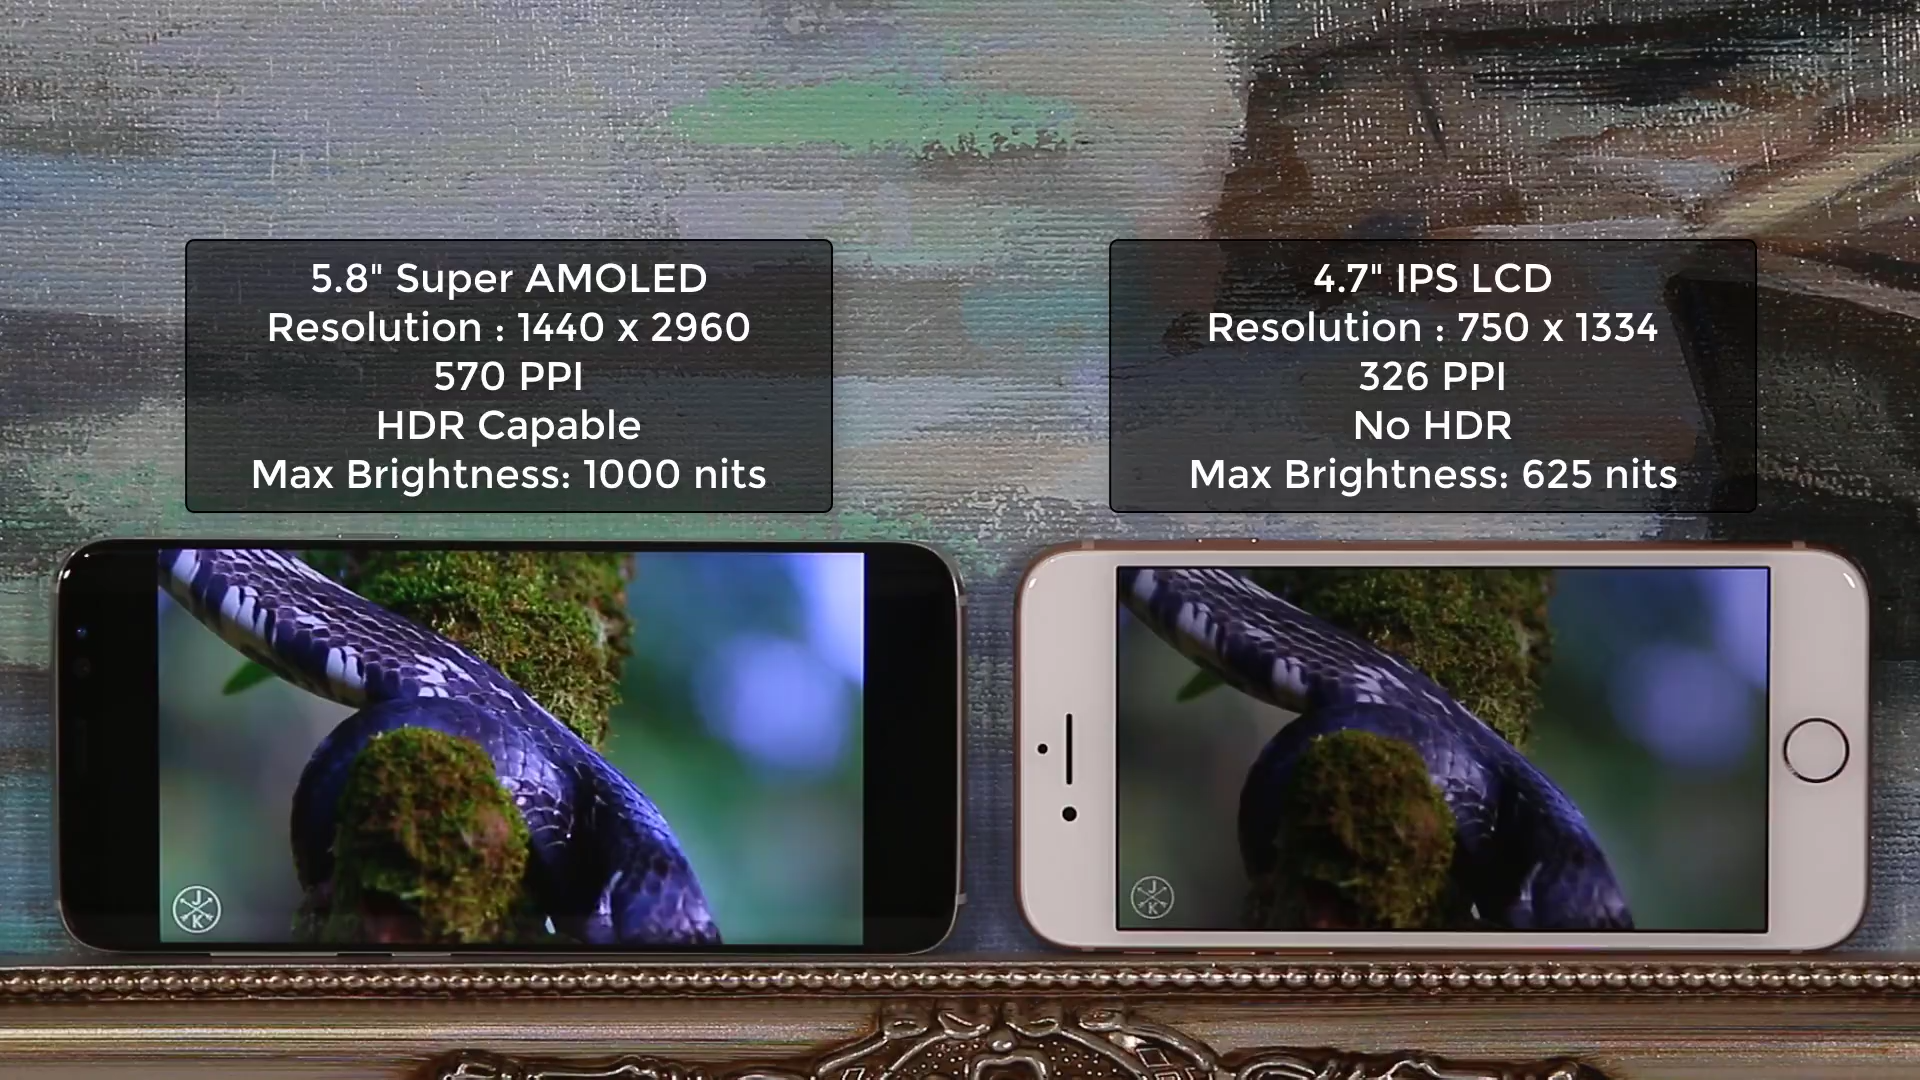 5.8" Super AMOLED
Resolution : 1440 x 2960
570 PPI
HDR Capable
Max Brightness: 1000 nits
4.7" IPS LCD
Resolution : 750 x 1334
326 PPI
No HDR
Max Brightness: 625 nits
J
K
J
K